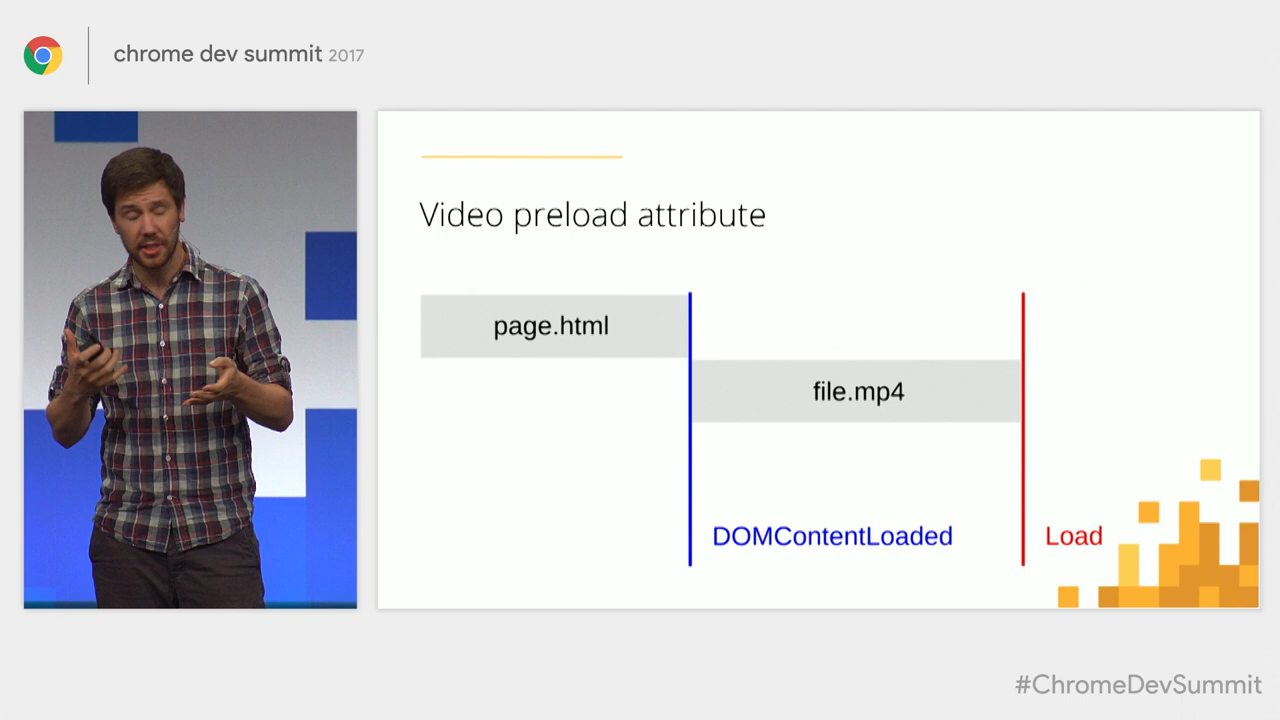 chrome dev summit 2017
Video preload attribute
page.html
file.mp4
DOMContentLoaded
Load
#ChromeDevSummit